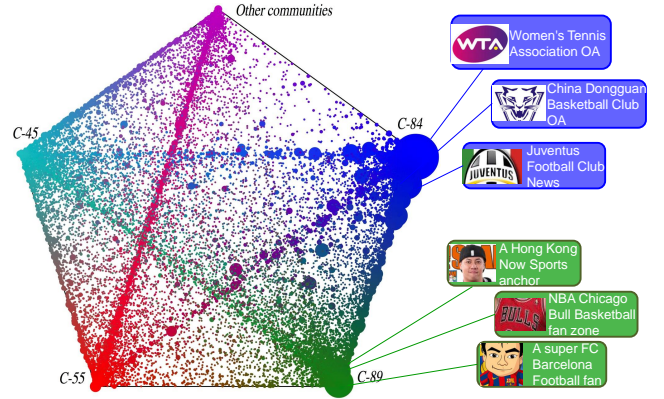 Other communities
WTA
Women's Tennis
Association OA
C-45
C-84
China Dongguan
Basketball Club
OA
JUVENTUS
Juventus
Football Club
News
A Hong Kong
Now Sports
anchor
BULLS
NBA Chicago
Bull Basketball
fan zone
C-55
C-89
A super FC
Barcelona
Football fan